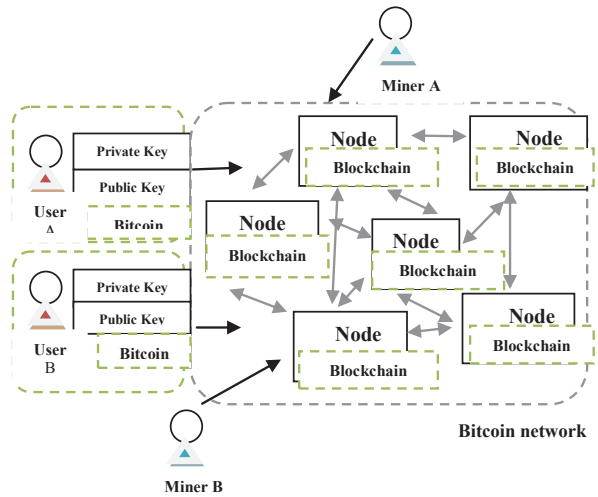 Miner A
Node
Blockchain
Node
Blockchain
Private Key
Public Key
Bitcoin
User
A
Node
Blockchain
Node
Blockchain
Private Key
Public Key
Bitcoin
User
B
Node
Blockchain
Node
Blockchain
Bitcoin network
Miner B